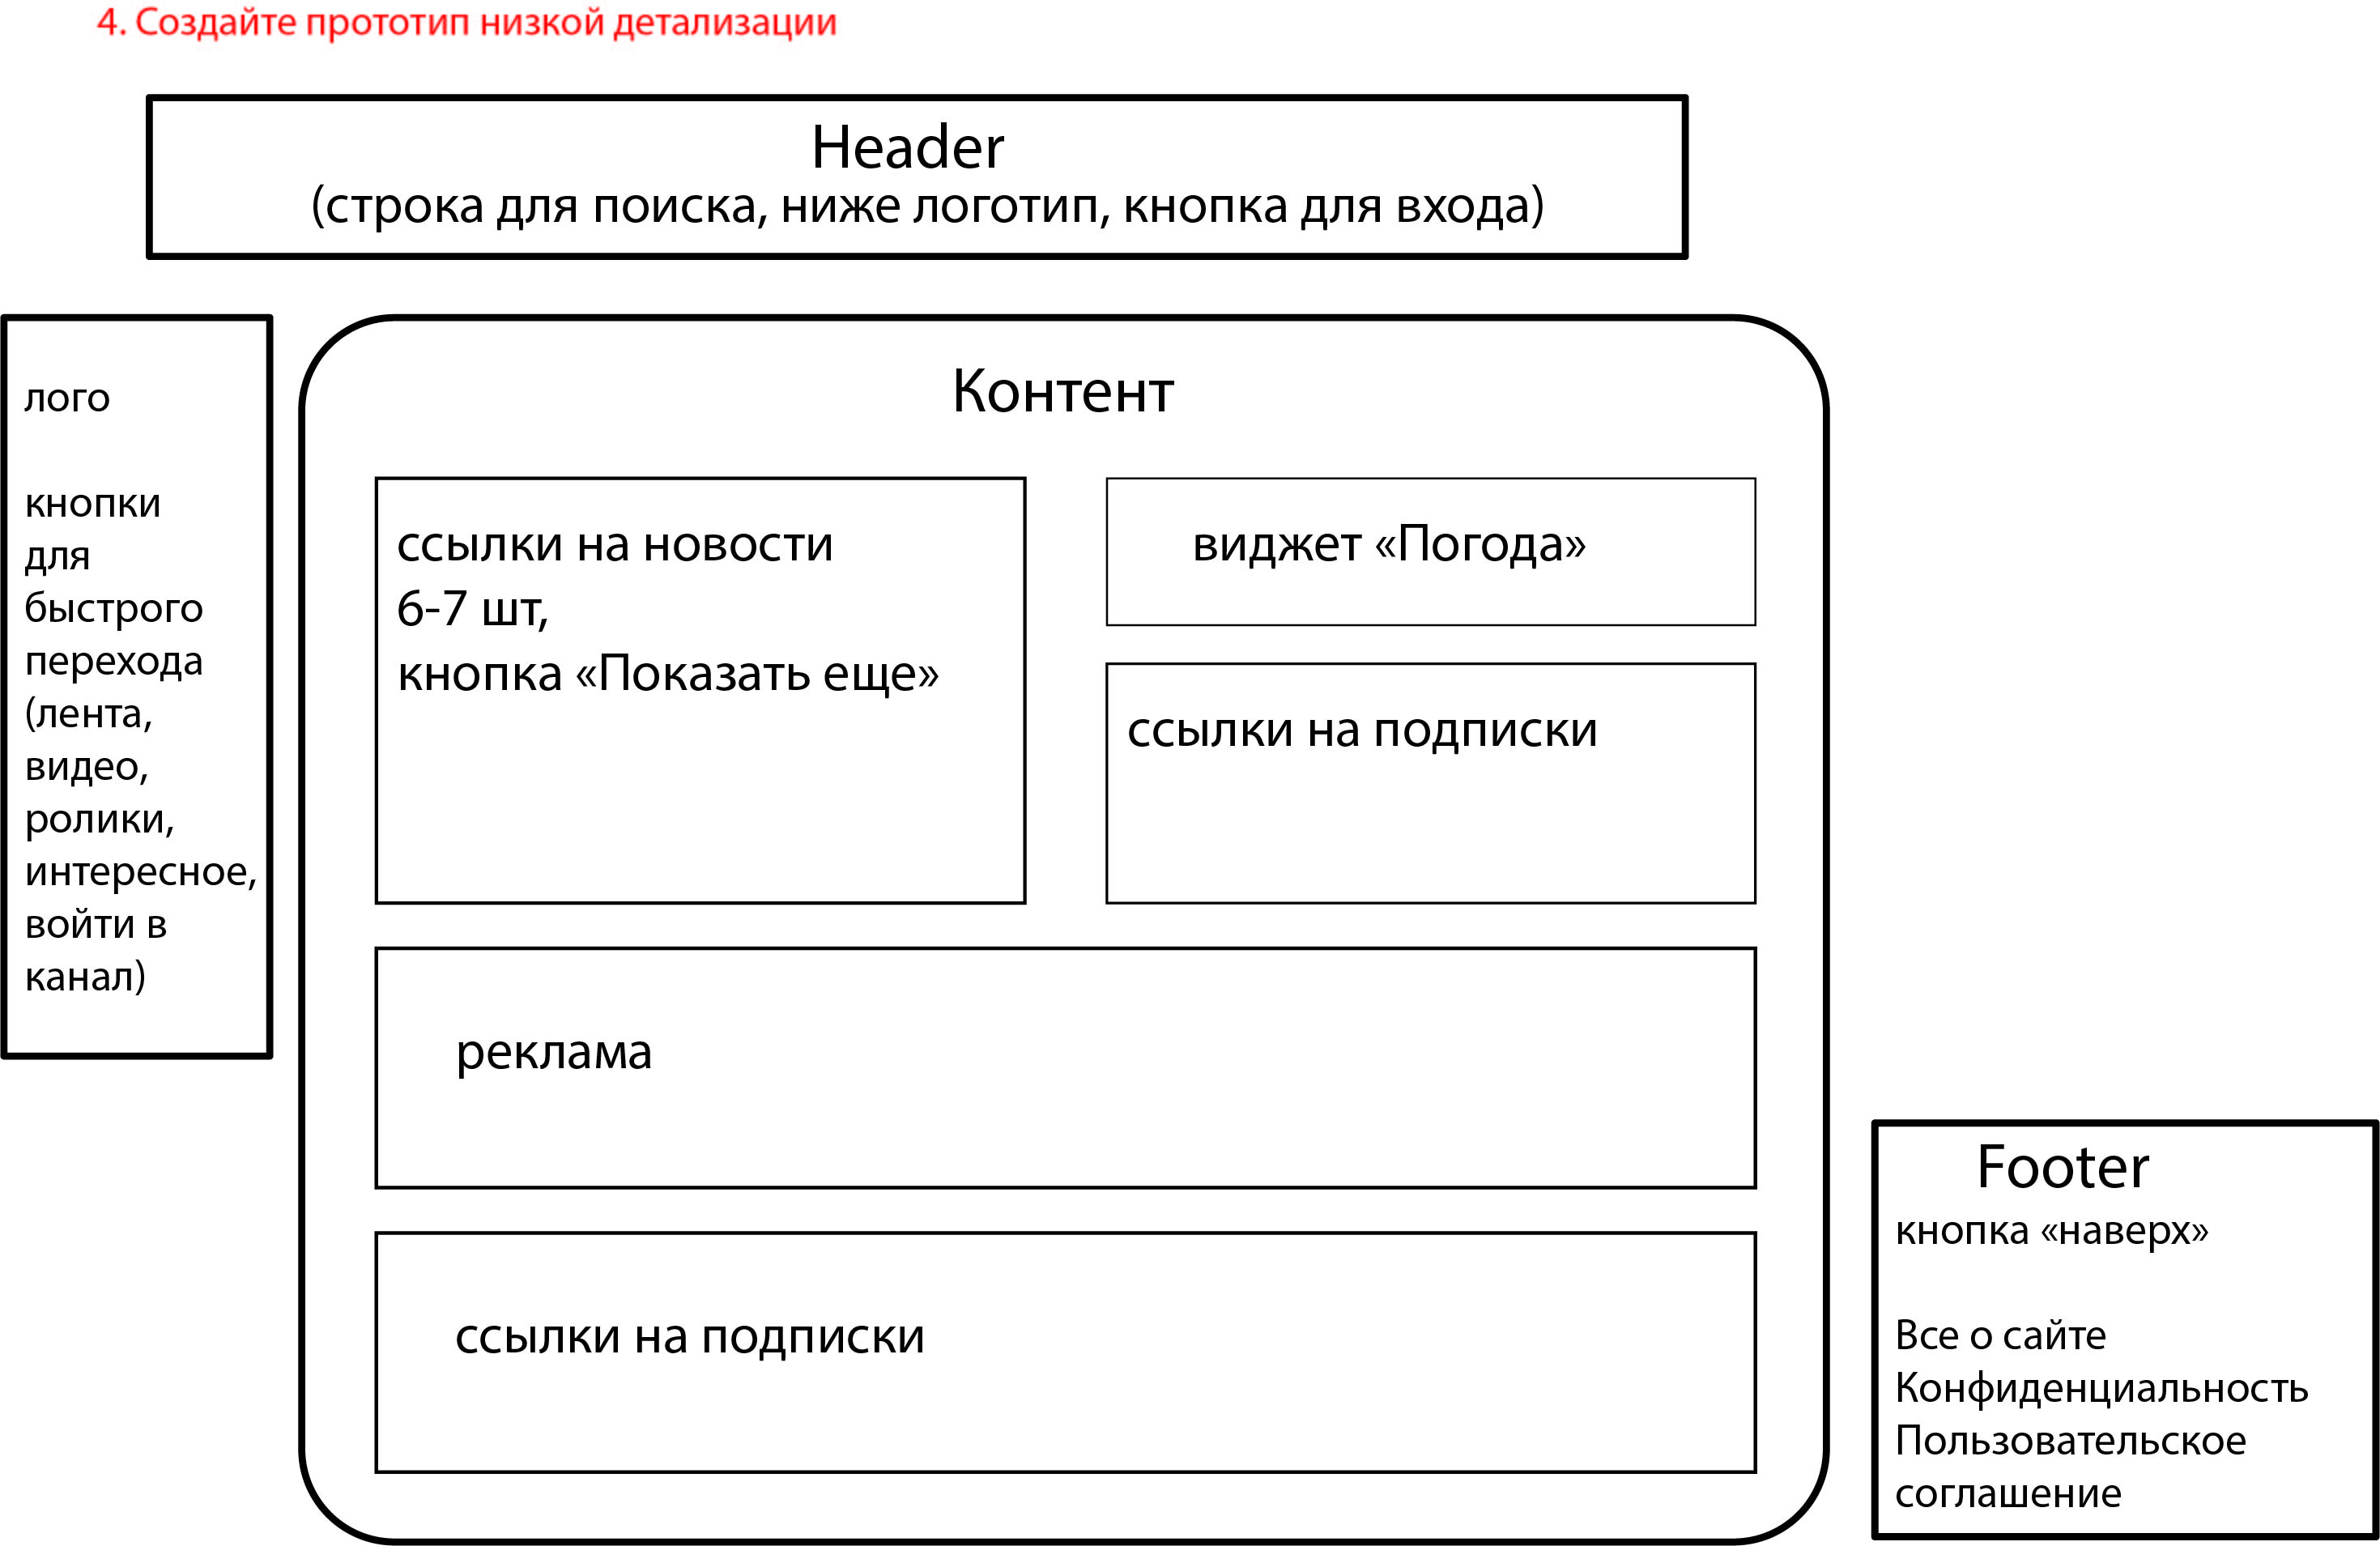 4. Создайте прототип низкой детализации
Header
(строка для поиска, ниже логотип, кнопка для входа)
лого
кнопки
для
быстрого
перехода
(лента,
видео,
ролики,
интересное,
войти в
канал)
Контент
ссылки на новости
6-7 шт,
кнопка «Показать еще»
виджет «Погода»
ссылки на подписки
реклама
ссылки на подписки
Footer
кнопка «наверх»
Все о сайте
Конфиденциальность
Пользовательское
соглашение